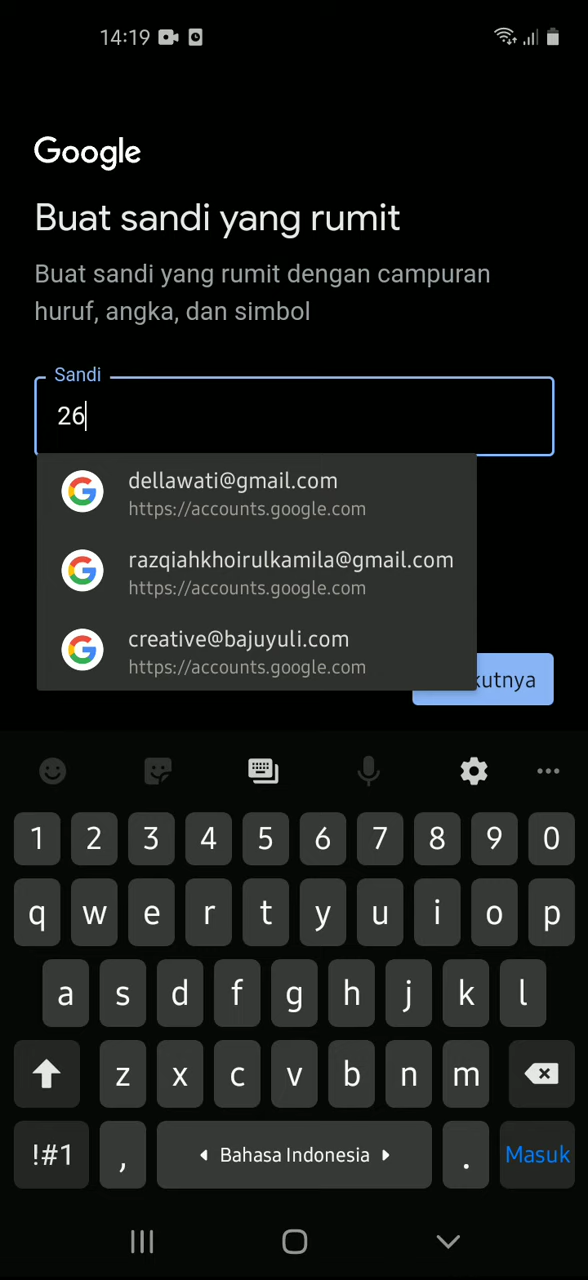 14:19
Google
Buat sandi yang rumit
Buat sandi yang rumit dengan campuran
huruf, angka, dan simbol
Sandi
26
dellawati@gmail.com
https://accounts.google.com
razqiahkhoirulkamila@gmail.com
https://accounts.google.com
creative@bajuyuli.com
https://accounts.google.com
kutnya
1 2 3 4 5 6 7 8 9 0
q w e r t y u i o p
a s d f g h j k l
z x c v b n m
!#1 , Bahasa Indonesia . Masuk